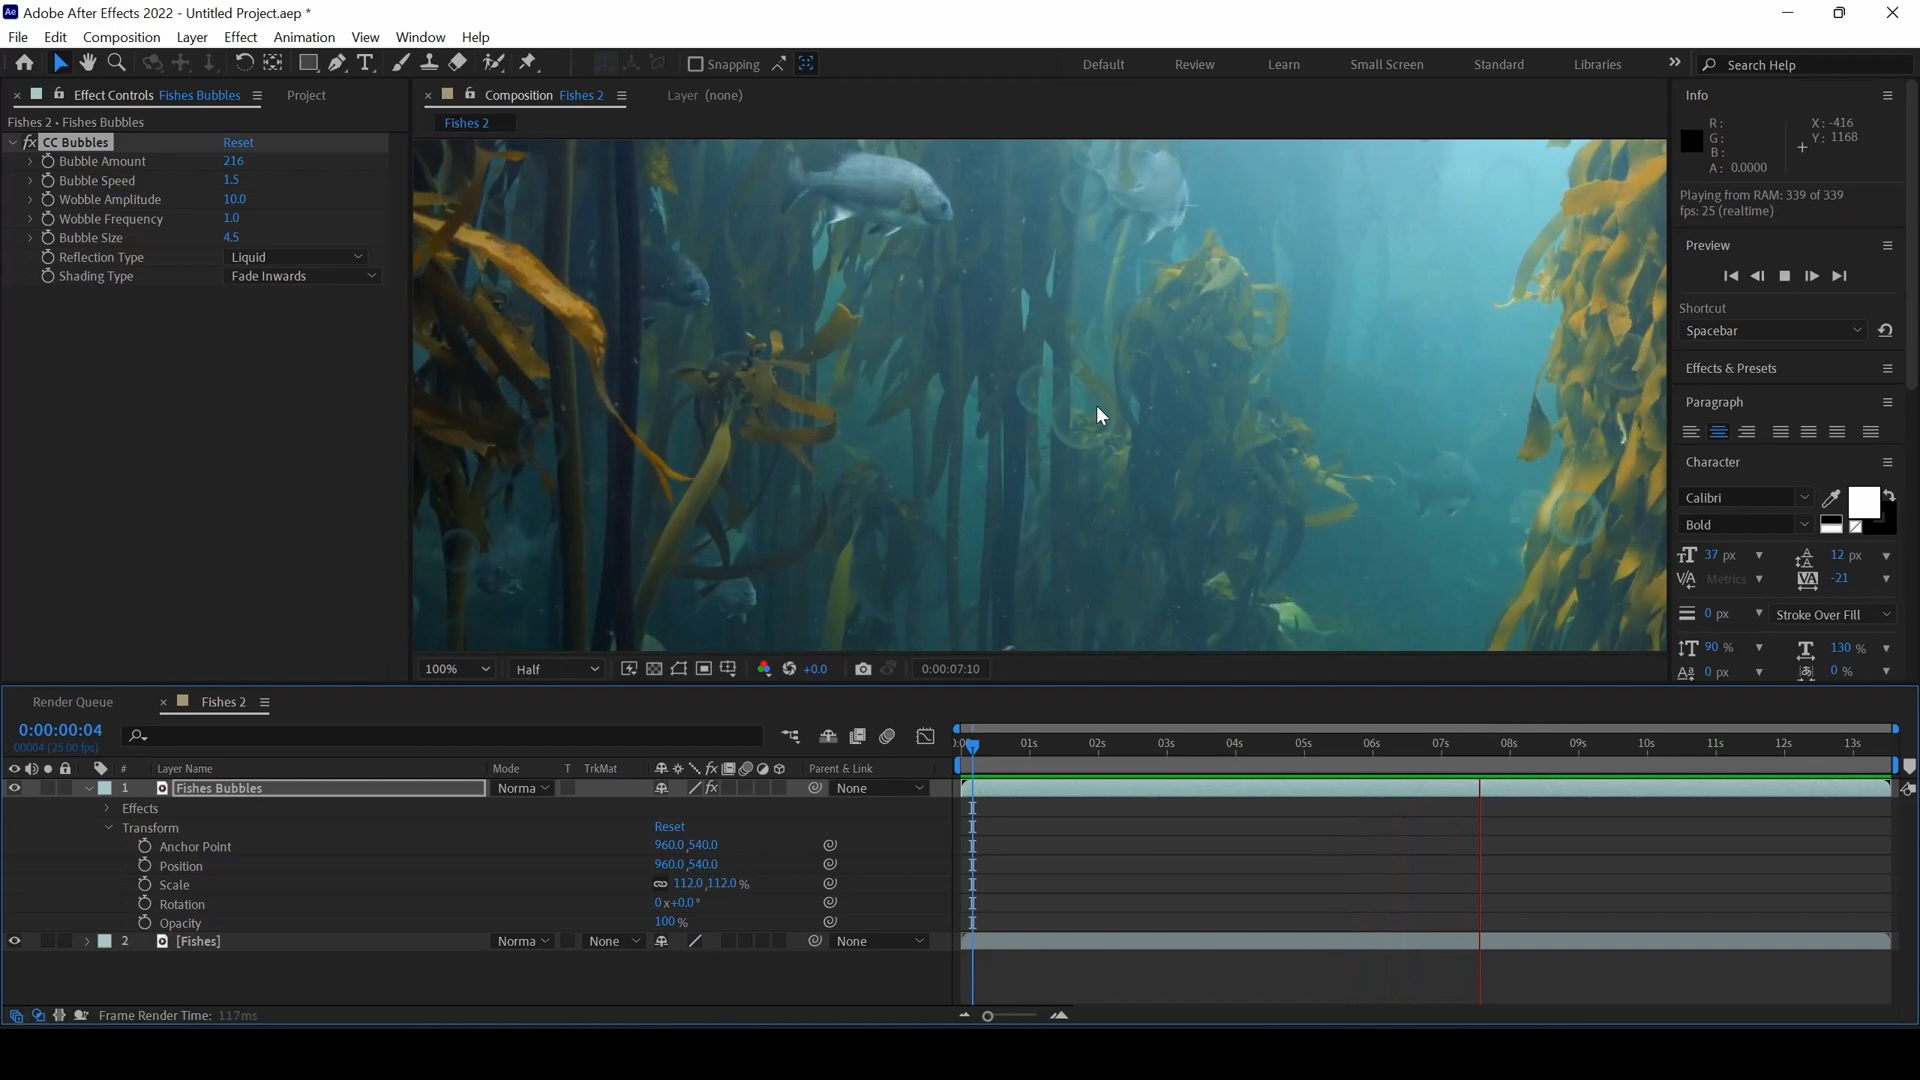 Adobe After Effects 2022 - Untitled Project.aep *
File Edit Composition Layer Effect Animation View Window Help
Snapping Default Review Learn Small Screen Standard Libraries Search Help
Effect Controls Fishes Bubbles Project
Fishes 2 • Fishes Bubbles
fx CC Bubbles Reset
Bubble Amount 216
Bubble Speed 1.5
Wobble Amplitude 10.0
Wobble Frequency 1.0
Bubble Size 4.5
Reflection Type Liquid
Shading Type Fade Inwards
Composition Fishes 2 Layer (none)
Fishes 2
100% Half +0.0 0:00:07:10
Info
R: X: -416
G: Y: 1168
B:
A: 0.0000
Playing from RAM: 339 of 339
fps: 25 (realtime)
Preview
Shortcut
Spacebar
Effects & Presets
Paragraph
Character
Calibri
Bold
37 px 12 px
Metrics -21
0 px Stroke Over Fill
90 % 130 %
0 px 0 %
Render Queue Fishes 2
0:00:00:04
00004 (25.00 fps)
# Layer Name Mode T TrkMat Parent & Link
01s 02s 03s 04s 05s 06s 07s 08s 09s 10s 11s 12s 13s
1 Fishes Bubbles Norma None
Effects
Transform Reset
Anchor Point 960.0,540.0
Position 960.0,540.0
Scale 112.0,112.0%
Rotation 0x+0.0°
Opacity 100%
2 [Fishes] Norma None None
Frame Render Time: 117ms